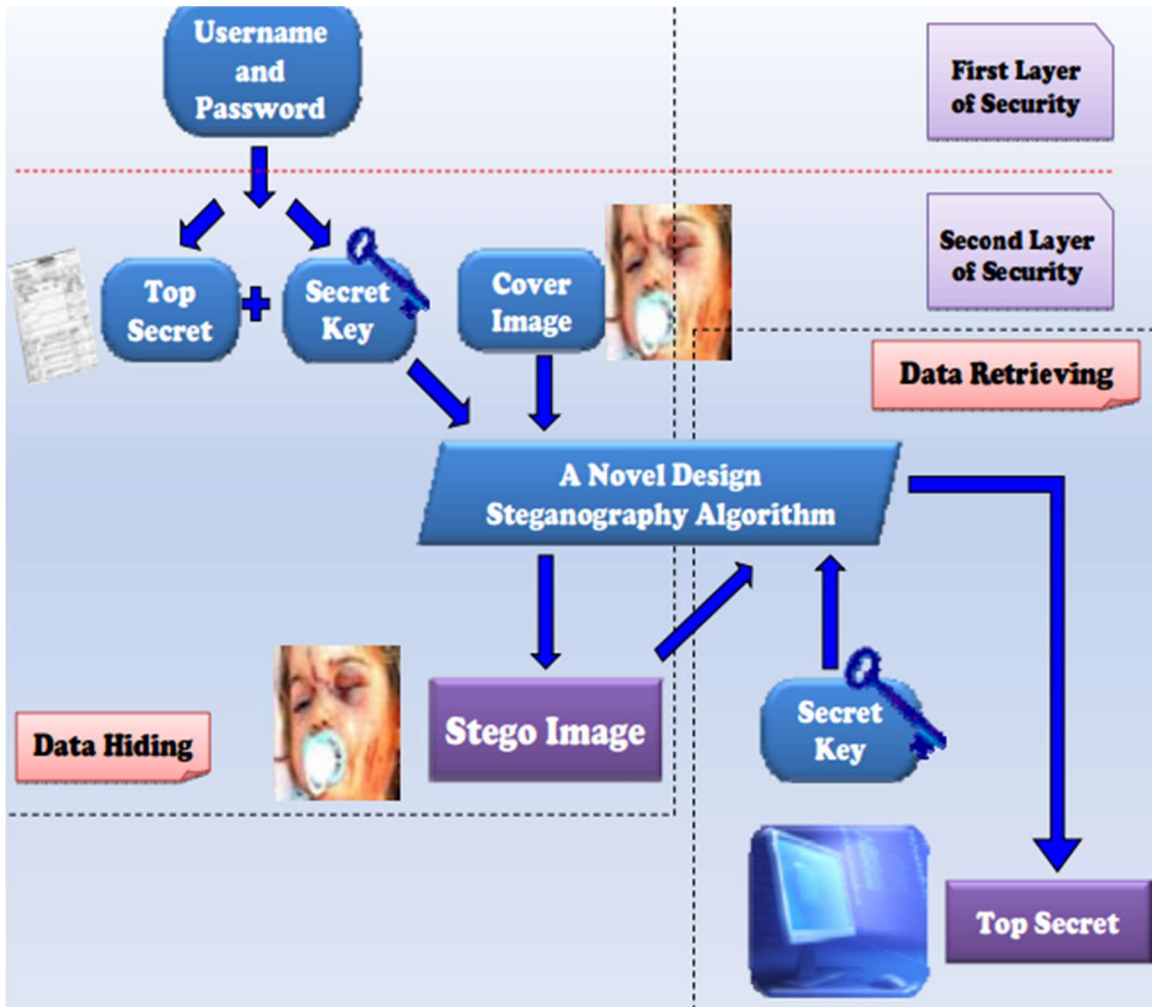 Username
and
Password
First Layer
of Security
Second Layer
of Security
Top
Secret
Secret
Key
Cover
Image
Data Retrieving
A Novel Design
Steganography Algorithm
Stego Image
Data Hiding
Secret
Key
Top Secret